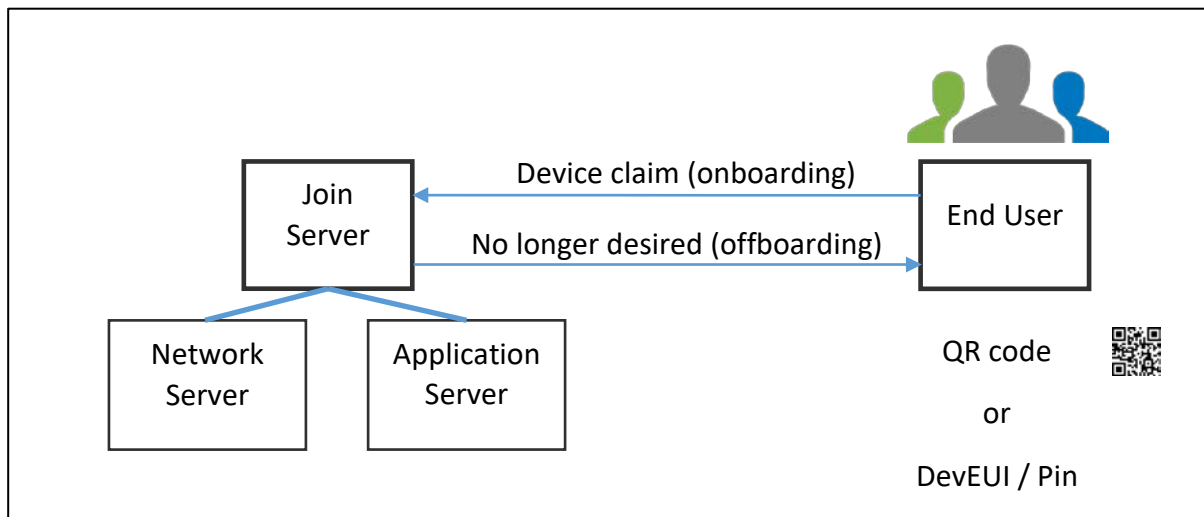 Device claim (onboarding)
Join
Server
End User
No longer desired (offboarding)
Network
Server
Application
Server
QR code
or
DevEUI / Pin